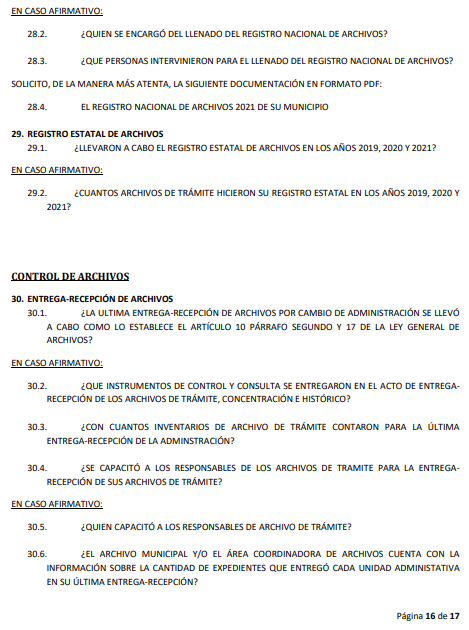 EN CASO AFIRMATIVO:
28.2. ¿QUIEN SE ENCARGÓ DEL LLENADO DEL REGISTRO NACIONAL DE ARCHIVOS?
28.3. ¿QUE PERSONAS INTERVINIERON PARA EL LLENADO DEL REGISTRO NACIONAL DE ARCHIVOS?
SOLICITO, DE LA MANERA MÁS ATENTA, LA SIGUIENTE DOCUMENTACIÓN EN FORMATO PDF:
28.4. EL REGISTRO NACIONAL DE ARCHIVOS 2021 DE SU MUNICIPIO
29. REGISTRO ESTATAL DE ARCHIVOS
29.1. ¿LLEVARON A CABO EL REGISTRO ESTATAL DE ARCHIVOS EN LOS AÑOS 2019, 2020 Y 2021?
EN CASO AFIRMATIVO:
29.2. ¿CUANTOS ARCHIVOS DE TRÁMITE HICIERON SU REGISTRO ESTATAL EN LOS AÑOS 2019, 2020 Y
2021?
CONTROL DE ARCHIVOS
30. ENTREGA-RECEPCIÓN DE ARCHIVOS
30.1. ¿LA ULTIMA ENTREGA-RECEPCIÓN DE ARCHIVOS POR CAMBIO DE ADMINISTRACIÓN SE LLEVÓ
A CABO COMO LO ESTABLECE EL ARTÍCULO 10 PÁRRAFO SEGUNDO Y 17 DE LA LEY GENERAL DE
ARCHIVOS?
EN CASO AFIRMATIVO:
30.2. ¿QUE INSTRUMENTOS DE CONTROL Y CONSULTA SE ENTREGARON EN EL ACTO DE ENTREGA-
RECEPCIÓN DE LOS ARCHIVOS DE TRÁMITE, CONCENTRACIÓN E HISTÓRICO?
30.3. ¿CON CUANTOS INVENTARIOS DE ARCHIVO DE TRÁMITE CONTARON PARA LA ÚLTIMA
ENTREGA-RECEPCIÓN DE LA ADMINSTRACIÓN?
30.4. ¿SE CAPACITÓ A LOS RESPONSABLES DE LOS ARCHIVOS DE TRAMITE PARA LA ENTREGA-
RECEPCIÓN DE SUS ARCHIVOS DE TRÁMITE?
EN CASO AFIRMATIVO:
30.5. ¿QUIEN CAPACITÓ A LOS RESPONSABLES DE ARCHIVO DE TRÁMITE?
30.6. ¿EL ARCHIVO MUNICIPAL Y/O EL ÁREA COORDINADORA DE ARCHIVOS CUENTA CON LA
INFORMACIÓN SOBRE LA CANTIDAD DE EXPEDIENTES QUE ENTREGÓ CADA UNIDAD ADMISTATIVA
EN SU ÚLTIMA ENTREGA-RECEPCIÓN?
Página 16 de 17